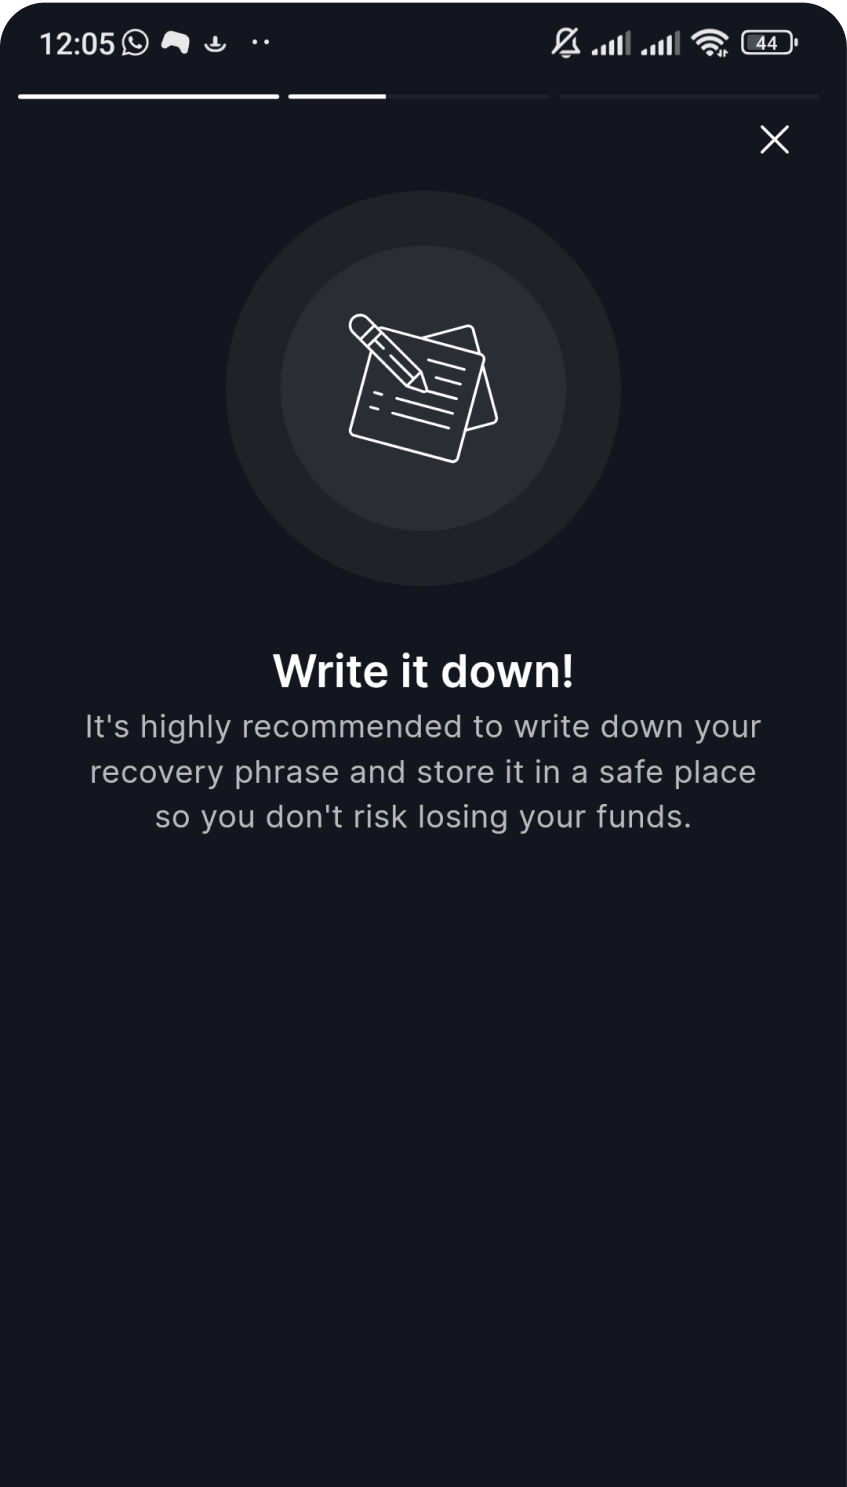 12:05
44
Write it down!
It's highly recommended to write down your
recovery phrase and store it in a safe place
so you don't risk losing your funds.